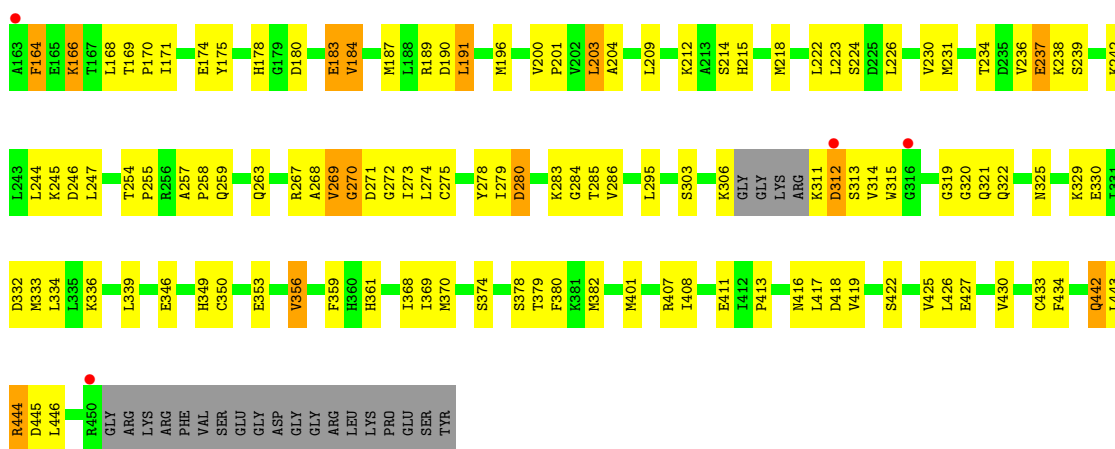 A163 F164 E165 K166 T167 L168 T169 P170 I171 E174 Y175 H178 G179 D180 E183 V184 M187 L188 R189 D190 L191 M196 V200 P201 V202 L203 A204 L209 K212 A213 S214 H215 M218 L222 L223 S224 D225 L226 V230 M231 T234 D235 V236 E237 K238 S239 K242
L243 L244 K245 D246 L247 T254 P255 R256 A257 P258 Q259 Q263 R267 A268 V269 G270 D271 G272 I273 L274 C275 Y278 I279 D280 K283 G284 T285 V286 L295 S303 K306 GLY GLY LYS ARG K311 D312 S313 V314 W315 G316 G319 G320 Q321 Q322 N325 K329 E330 I331
D332 M333 L334 L335 K336 L339 E346 H349 C350 E353 V356 F359 H360 H361 I368 I369 M370 S374 S378 T379 F380 K381 M382 M401 R407 I408 E411 I412 P413 N416 L417 D418 V419 S422 V425 L426 E427 V430 C433 F434 Q442 L443
R444 D445 L446 R450 GLY ARG LYS ARG PHE VAL SER GLU GLY ASP GLY GLY ARG LEU LYS PRO GLU SER TYR